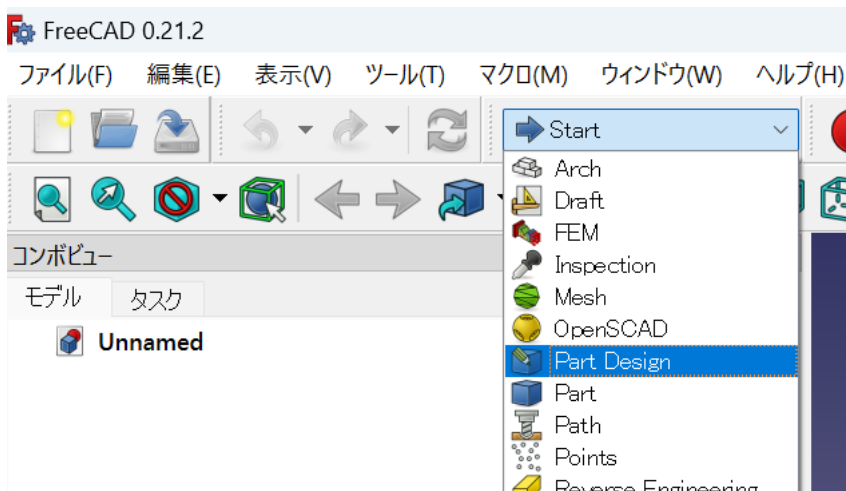 FreeCAD 0.21.2
ファイル(F) 編集(E) 表示(V) ツール(T) マクロ(M) ウィンドウ(W) ヘルプ(H)
Start
Arch
Draft
FEM
Inspection
Mesh
OpenSCAD
Part Design
Part
Path
Points
Reverse Engineering
コンボビュー
モデル タスク
Unnamed